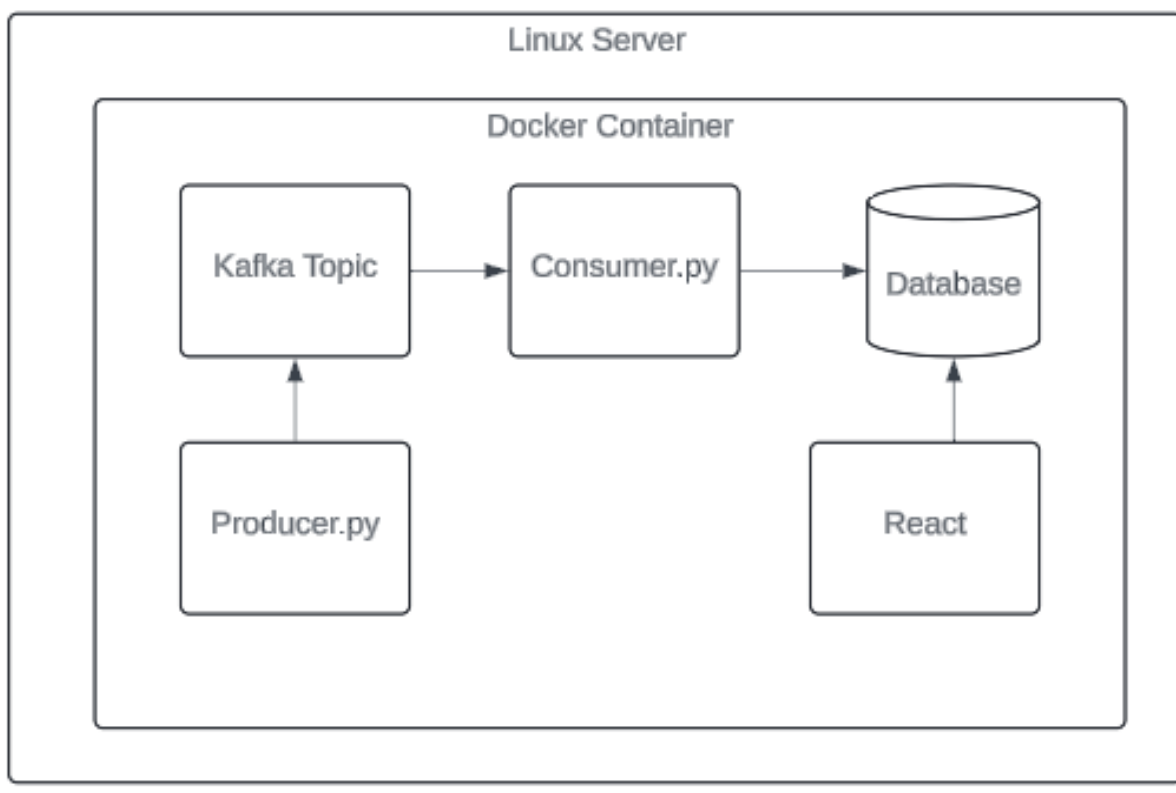 Linux Server
Docker Container
Kafka Topic
Consumer.py
Database
Producer.py
React